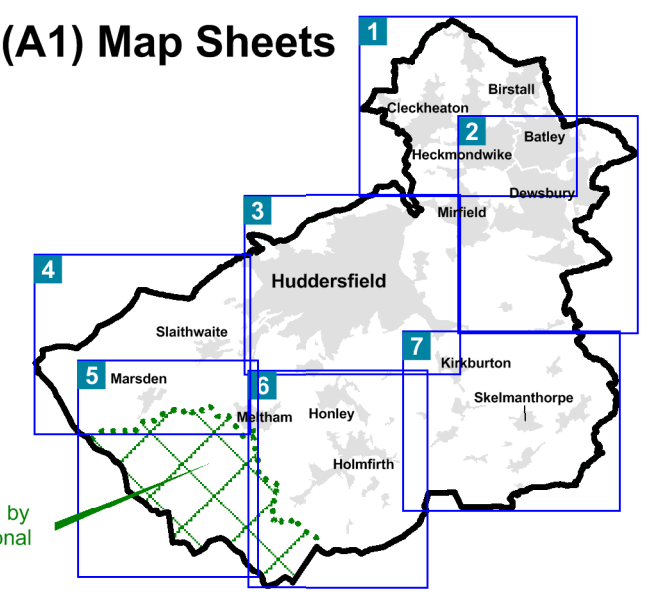 (A1) Map Sheets
1
Birstall
Cleckheaton
2
Batley
Heckmondwike
Dewsbury
3
Mirfield
4
Huddersfield
Slaithwaite
7
5
Marsden
Kirkburton
6
Skelmanthorpe
Meltham
Honley
Holmfirth
by
onal